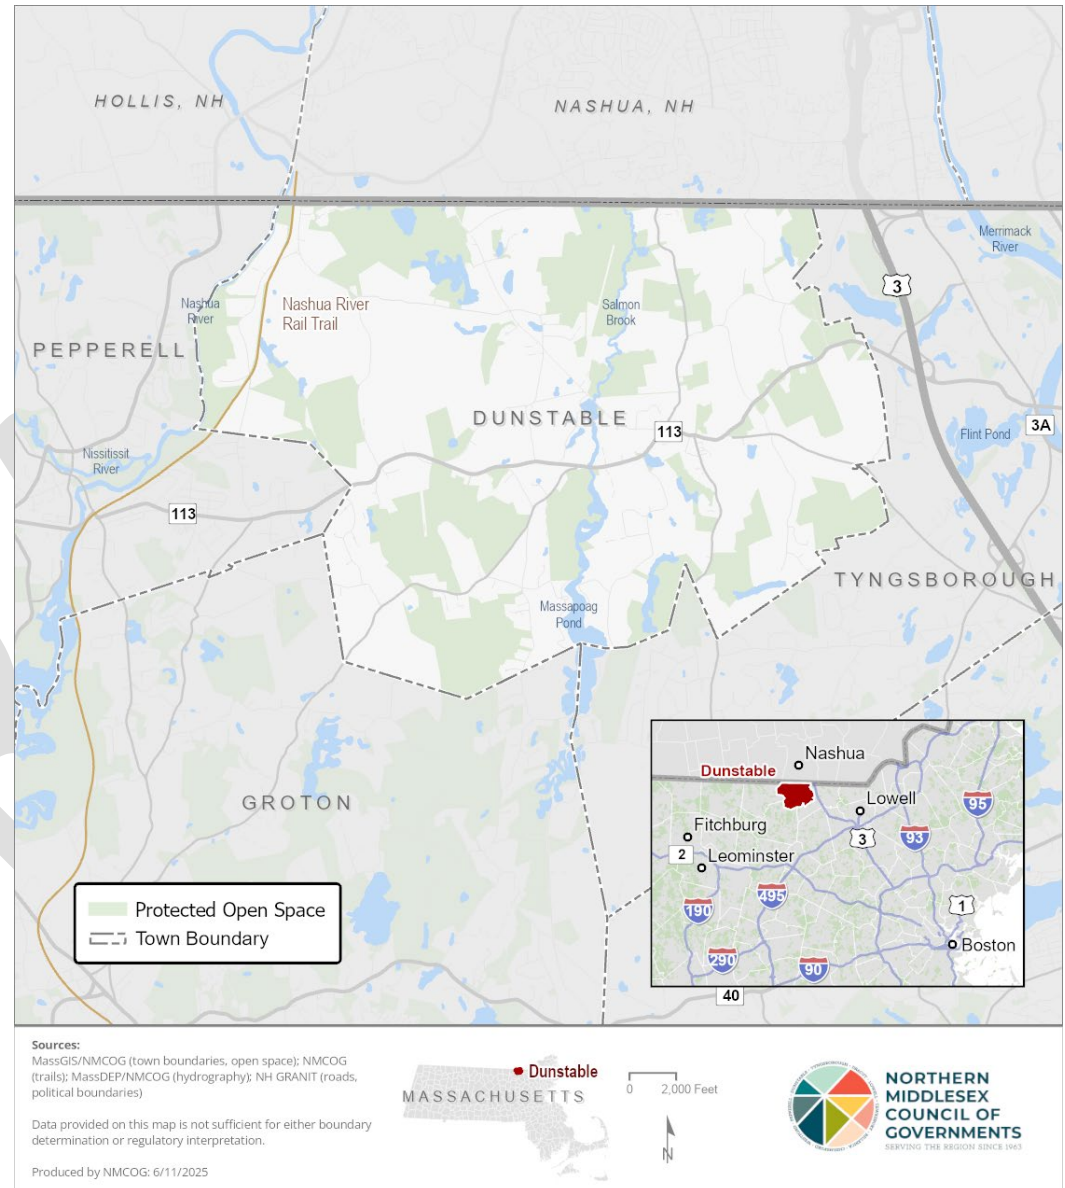 HOLLIS, NH
NASHUA, NH
Merrimack
River
3
Nashua
River
Nashua River
Rail Trail
Salmon
Brook
PEPPERELL
DUNSTABLE
113
3A
Flint Pond
Nissitissit
River
113
TYNGSBOROUGH
Massapoag
Pond
GROTON
Nashua
Dunstable
Lowell
95
Fitchburg
3
93
2
Leominster
495
190
1
Boston
290
90
40
Protected Open Space
Town Boundary
Sources:
MassGIS/NMCOG (town boundaries, open space); NMCOG
(trails); MassDEP/NMCOG (hydrography); NH GRANIT (roads,
political boundaries)
Data provided on this map is not sufficient for either boundary
determination or regulatory interpretation.
Produced by NMCOG: 6/11/2025
Dunstable
MASSACHUSETTS
0 2,000 Feet
N
NORTHERN
MIDDLESEX
COUNCIL OF
GOVERNMENTS
SERVING THE REGION SINCE 1963